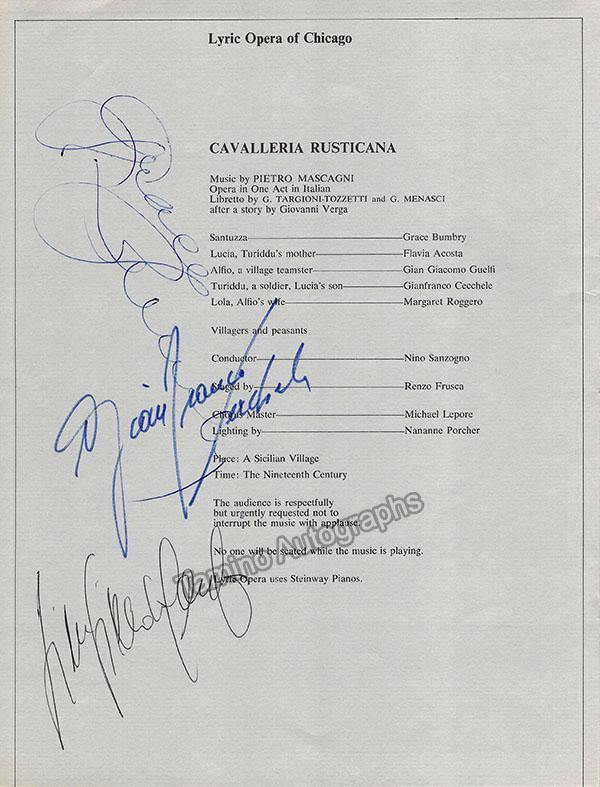 Lyric Opera of Chicago
CAVALLERIA RUSTICANA
Music by PIETRO MASCAGNI
Opera in One Act in Italian
Libretto by G. TARGIONI-TOZZETTI and G. MENASCI
after a story by Giovanni Verga
Santuzza Grace Bumbry
Lucia, Turiddu's mother Flavia Acosta
Alfio, a village teamster Gian Giacomo Guelfi
Turiddu, a soldier, Lucia's son Gianfranco Cecchele
Lola, Alfio's wife Margaret Roggero
Villagers and peasants
Conductor Nino Sanzogno
Staged by Renzo Frusca
Chorus Master Michael Lepore
Lighting by Nananne Porcher
Place: A Sicilian Village
Time: The Nineteenth Century
The audience is respectfully
but urgently requested not to
interrupt the music with applause.
No one will be seated while the music is playing.
Lyric Opera uses Steinway Pianos.
Tamino Autographs
Grace Bumbry
Gianfranco Cecchele